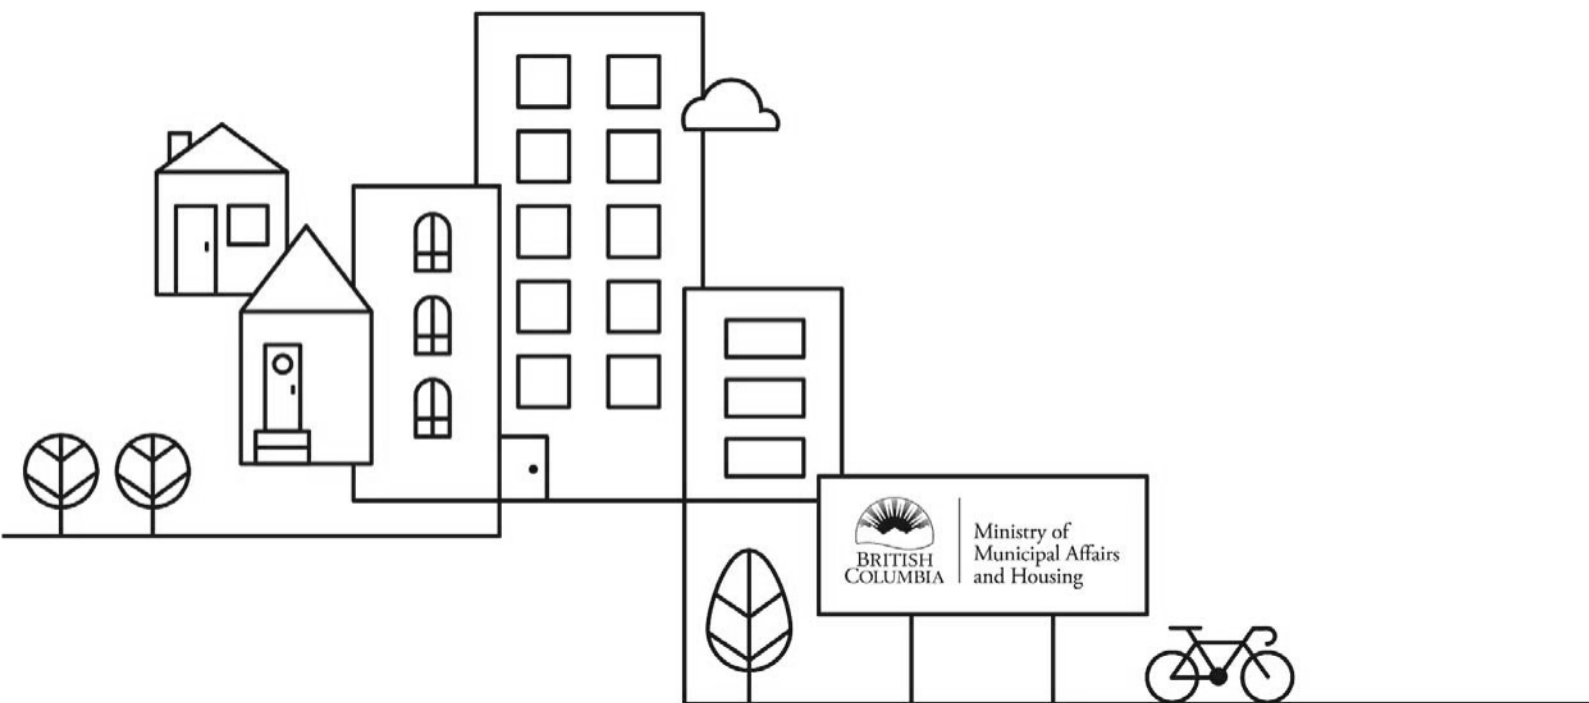 BRITISH
COLUMBIA
Ministry of
Municipal Affairs
and Housing